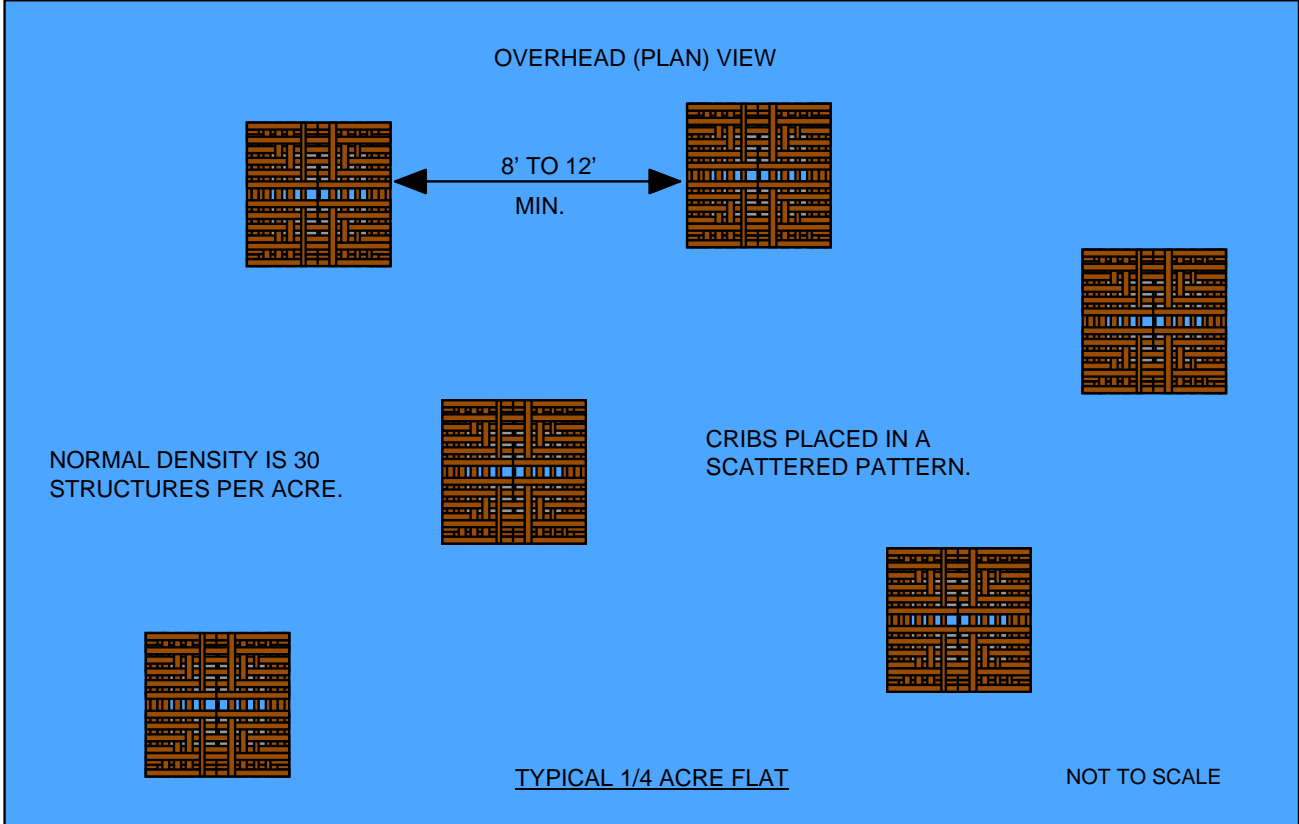 OVERHEAD (PLAN) VIEW
8’ TO 12’
MIN.
CRIBS PLACED IN A
SCATTERED PATTERN.
NORMAL DENSITY IS 30
STRUCTURES PER ACRE.
TYPICAL 1/4 ACRE FLAT
NOT TO SCALE